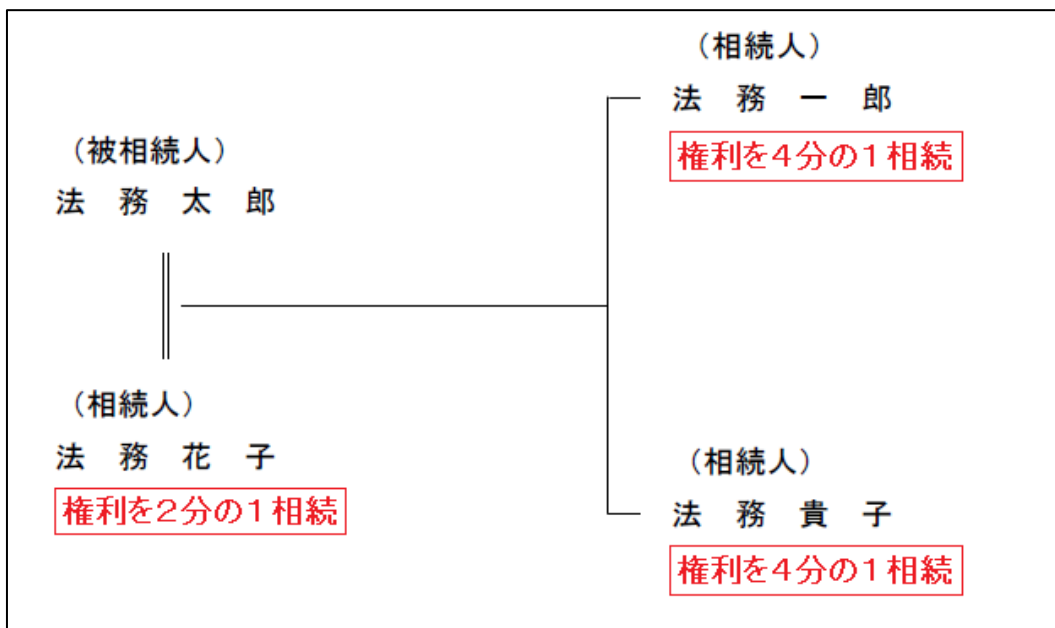 （被相続人）
法　務　太　郎
（相続人）
法　務　花　子
権利を２分の１相続
（相続人）
法　務　一　郎
権利を４分の１相続
（相続人）
法　務　貴　子
権利を４分の１相続